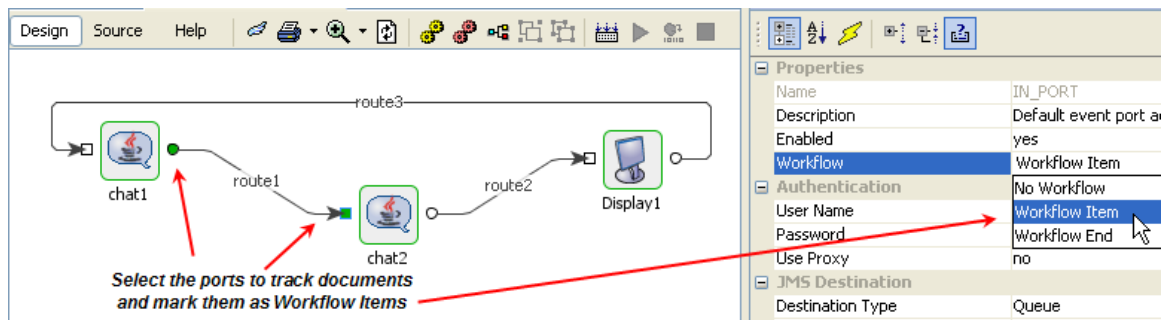 Design Source Help
route3
chat1
route1
chat2
route2
Display1
Select the ports to track documents
and mark them as Workflow Items
Properties
Name IN_PORT
Description Default event port a
Enabled yes
Workflow Workflow Item
No Workflow
Authentication
Workflow Item
User Name
Workflow End
Password
Use Proxy no
JMS Destination
Destination Type Queue